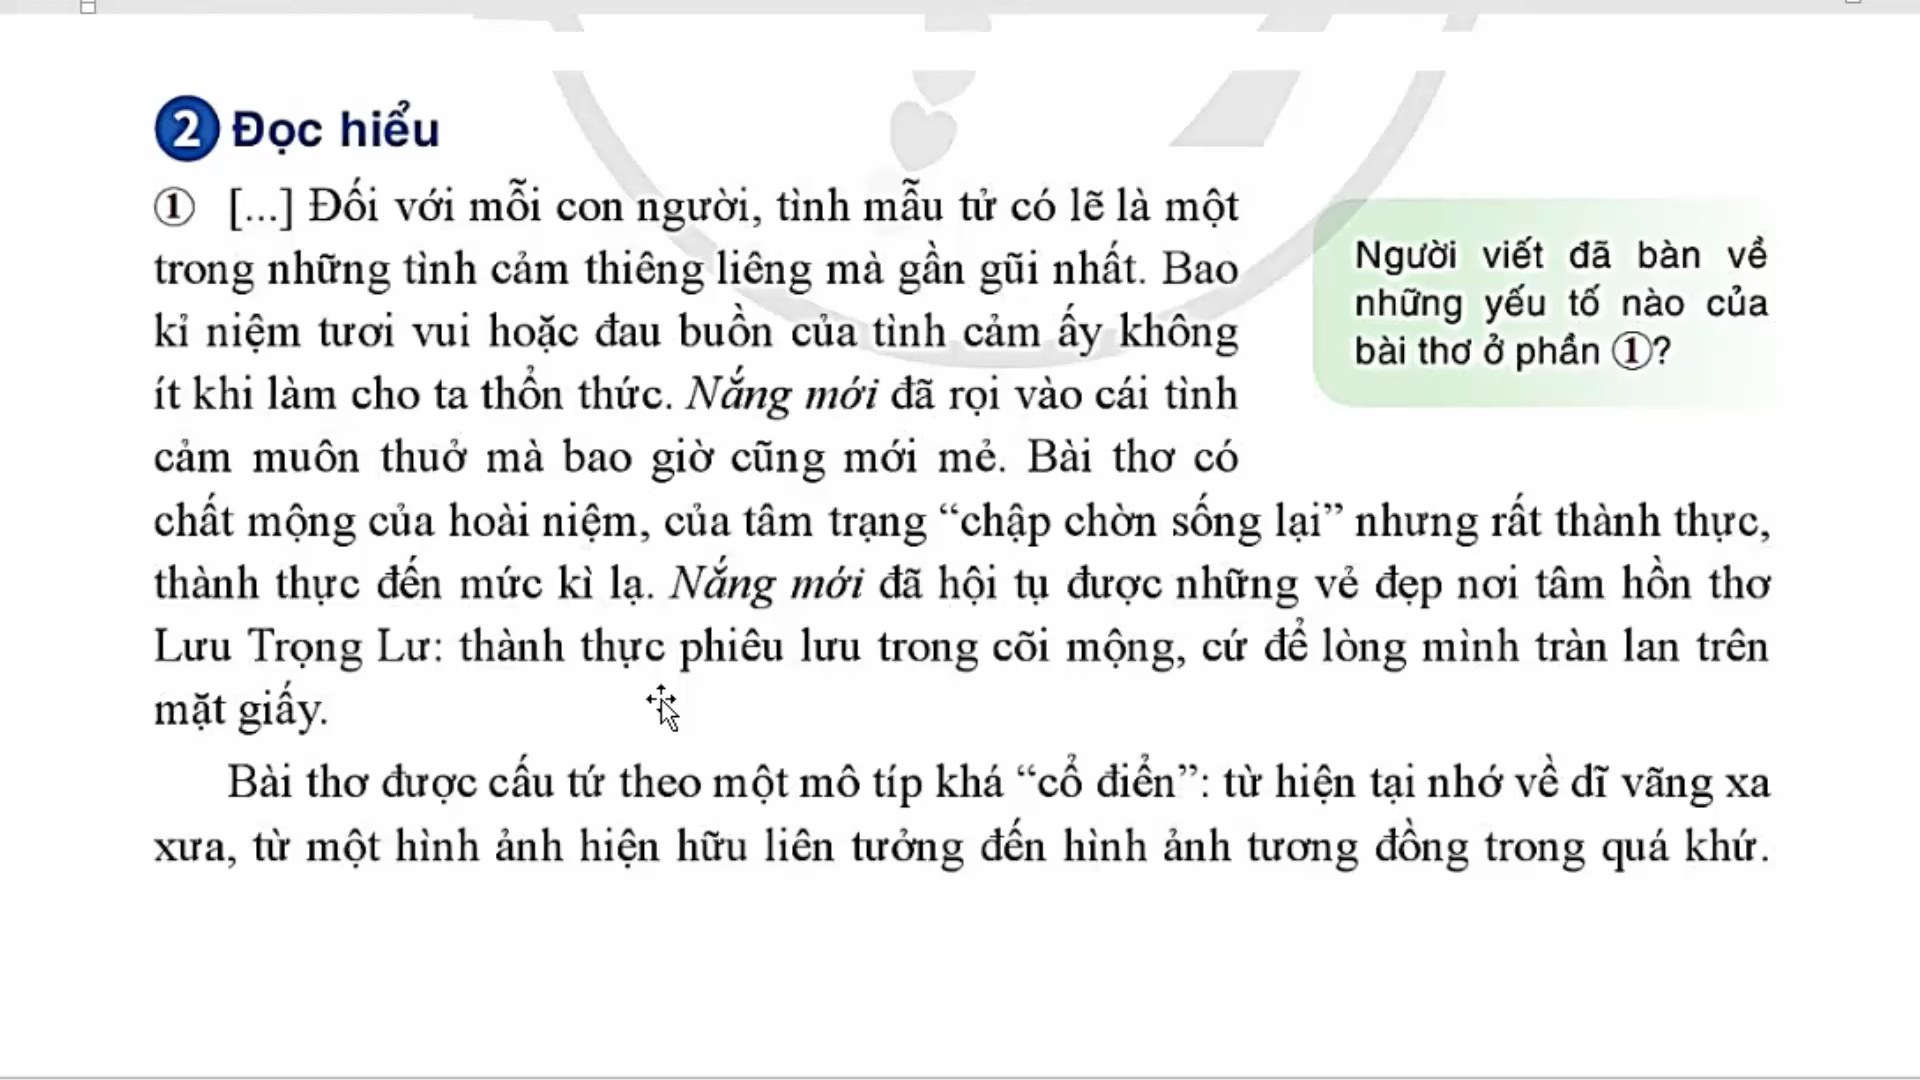 2 Đọc hiểu
① [...] Đối với mỗi con người, tình mẫu tử có lẽ là một
trong những tình cảm thiêng liêng mà gần gũi nhất. Bao
kỉ niệm tươi vui hoặc đau buồn của tình cảm ấy không
ít khi làm cho ta thổn thức. Nắng mới đã rọi vào cái tình
cảm muôn thuở mà bao giờ cũng mới mẻ. Bài thơ có
chất mộng của hoài niệm, của tâm trạng “chập chờn sống lại” nhưng rất thành thực,
thành thực đến mức kì lạ. Nắng mới đã hội tụ được những vẻ đẹp nơi tâm hồn thơ
Lưu Trọng Lư: thành thực phiêu lưu trong cõi mộng, cứ để lòng mình tràn lan trên
mặt giấy.
Bài thơ được cấu tứ theo một mô típ khá “cổ điển”: từ hiện tại nhớ về dĩ vãng xa
xưa, từ một hình ảnh hiện hữu liên tưởng đến hình ảnh tương đồng trong quá khứ.
Người viết đã bàn về
những yếu tố nào của
bài thơ ở phần ①?